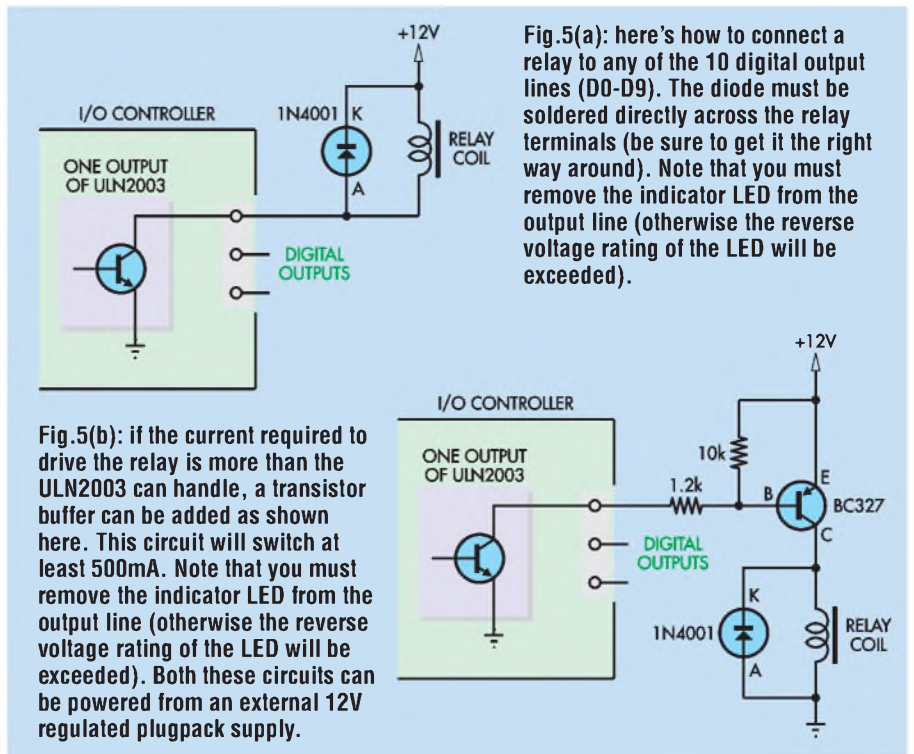 +12V
I/O CONTROLLER
1N4001
K
RELAY
COIL
ONE OUTPUT
OF ULN2003
A
DIGITAL
OUTPUTS
Fig.5(a): here's how to connect a
relay to any of the 10 digital output
lines (D0-D9). The diode must be
soldered directly across the relay
terminals (be sure to get it the right
way around). Note that you must
remove the indicator LED from the
output line (otherwise the reverse
voltage rating of the LED will be
exceeded).
Fig.5(b): if the current required to
drive the relay is more than the
ULN2003 can handle, a transistor
buffer can be added as shown
here. This circuit will switch at
least 500mA. Note that you must
remove the indicator LED from the
output line (otherwise the reverse
voltage rating of the LED will be
exceeded). Both these circuits can
be powered from an external 12V
regulated plugpack supply.
+12V
I/O CONTROLLER
ONE OUTPUT
OF ULN2003
10k
1.2k
B
E
BC327
C
DIGITAL
OUTPUTS
K
1N4001
RELAY
COIL
A